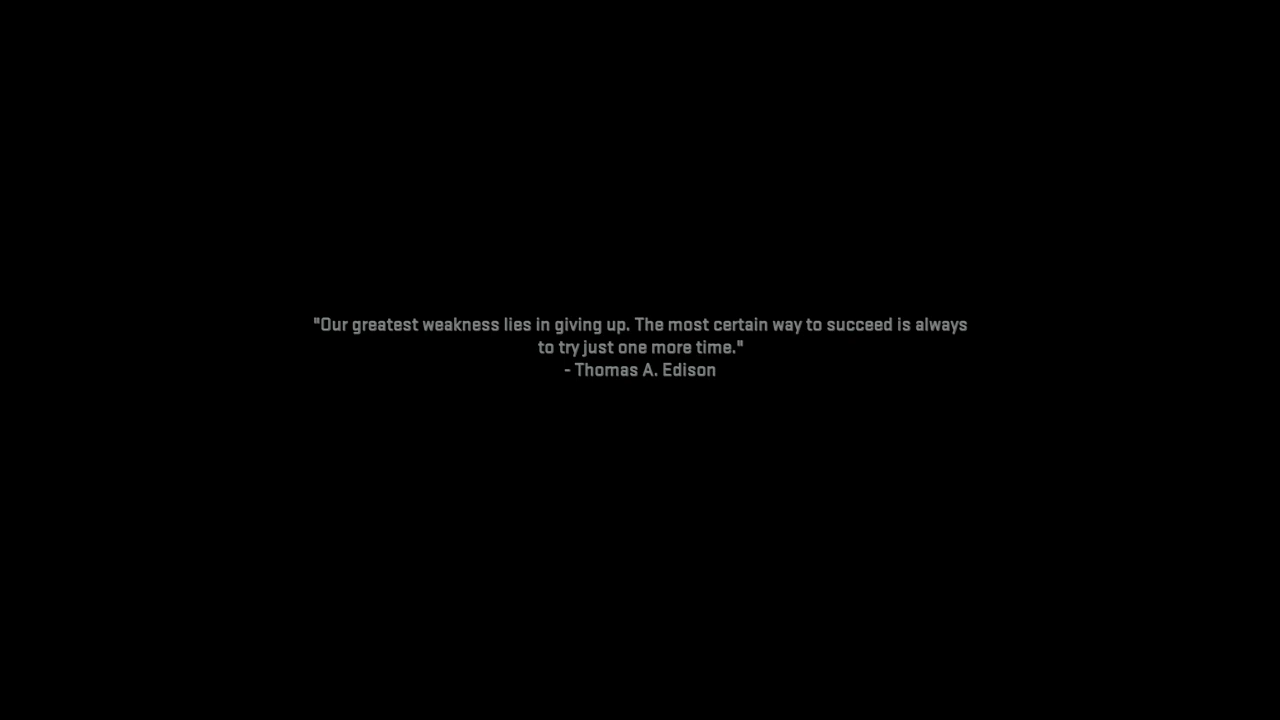 "Our greatest weakness lies in giving up. The most certain way to succeed is always
to try just one more time."
- Thomas A. Edison